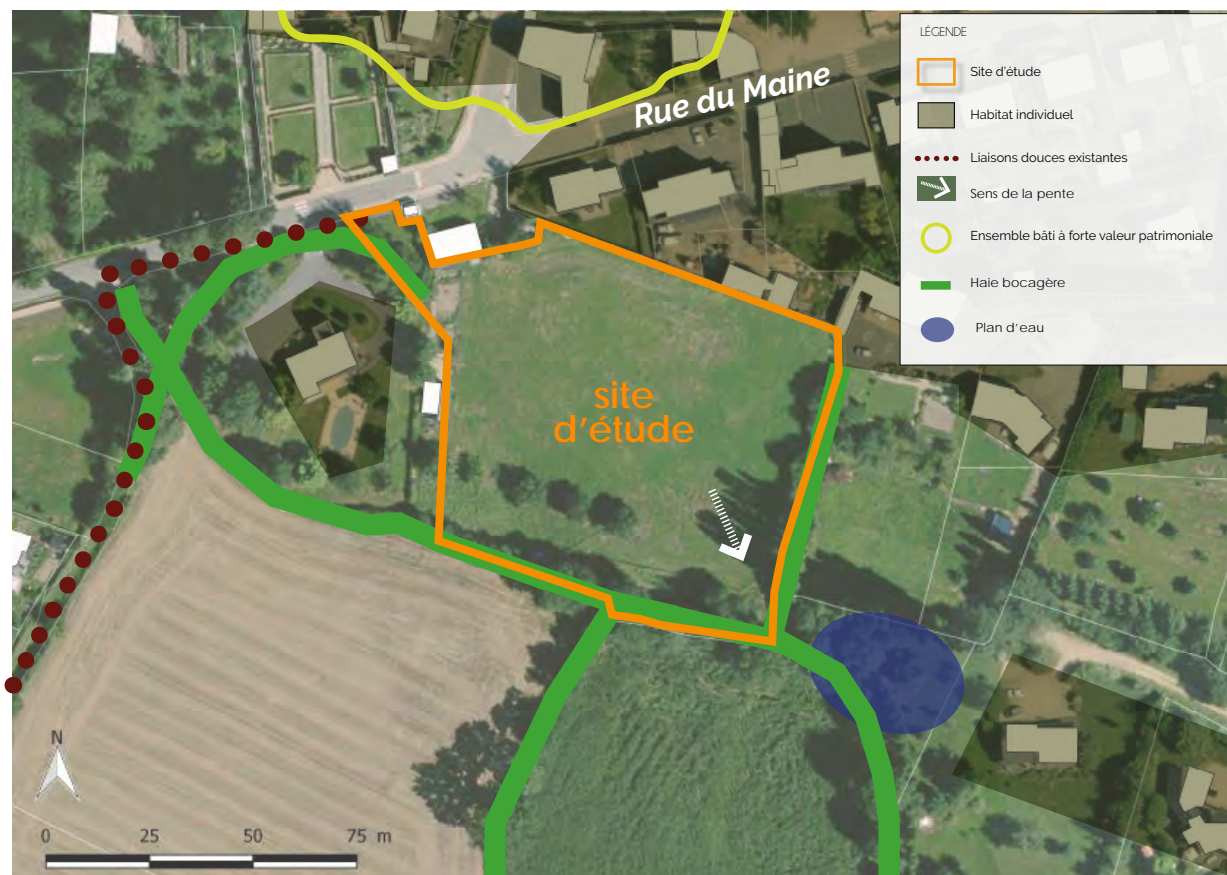 Rue du Maine
LÉGENDE
Site d'étude
Habitat individuel
Liaisons douces existantes
Sens de la pente
Ensemble bâti à forte valeur patrimoniale
Haie bocagère
Plan d'eau
site
d'étude
N
0 25 50 75 m